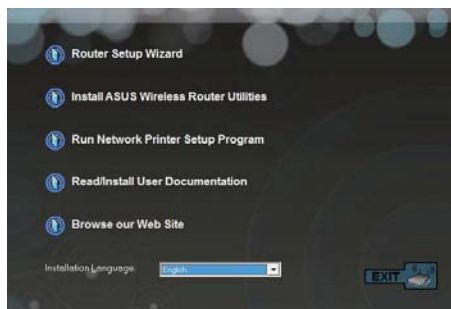 Router Setup Wizard
Install ASUS Wireless Router Utilities
Run Network Printer Setup Program
Read/Install User Documentation
Browse our Web Site
Installation Language
English
EXIT